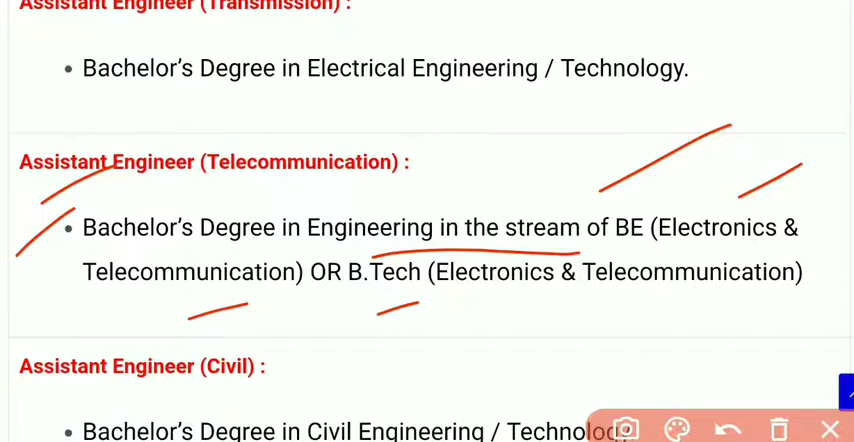 Assistant Engineer (Transmission) :
Bachelor's Degree in Electrical Engineering / Technology.
Assistant Engineer (Telecommunication) :
Bachelor's Degree in Engineering in the stream of BE (Electronics &
Telecommunication) OR B.Tech (Electronics & Telecommunication)
Assistant Engineer (Civil) :
Bachelor's Degree in Civil Engineering / Technology